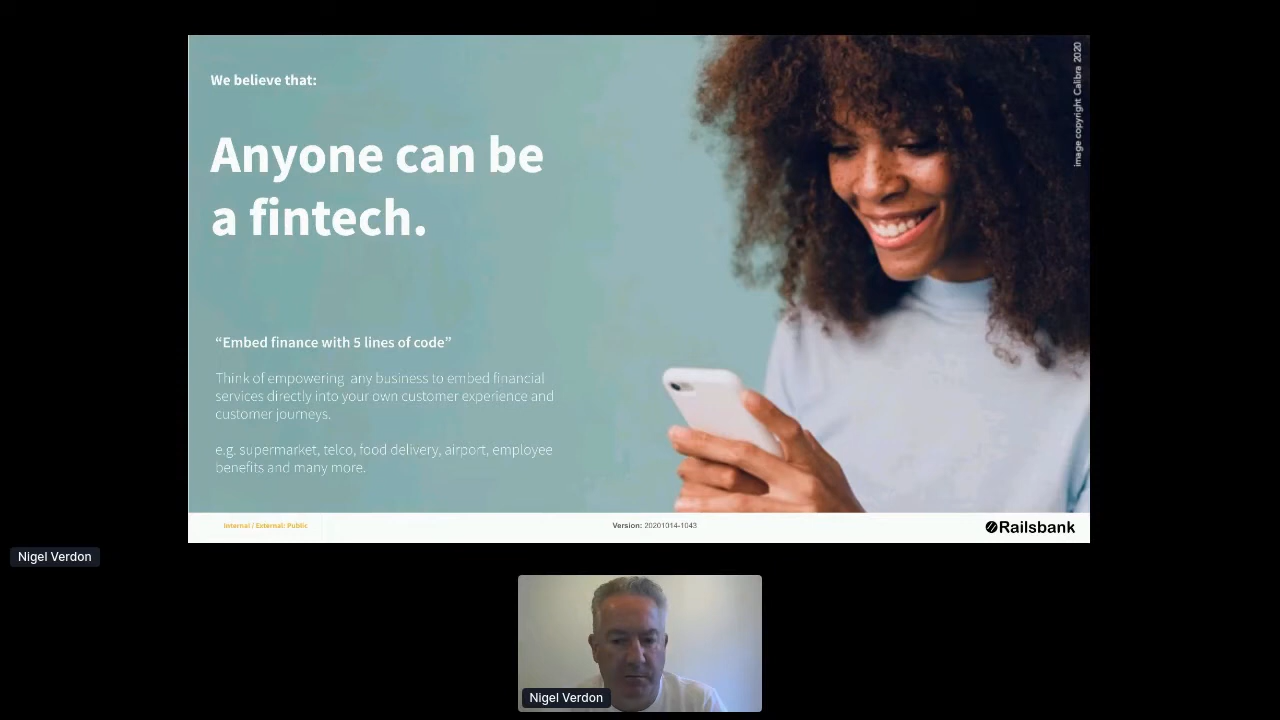 We believe that:
image copyright Calibra 2020
Anyone can be
a fintech.
“Embed finance with 5 lines of code”
Think of empowering any business to embed financial
services directly into your own customer experience and
customer journeys.
e.g. supermarket, telco, food delivery, airport, employee
benefits and many more.
Internal / External: Public
Version: 20201014-1043
Railsbank
Nigel Verdon
Nigel Verdon